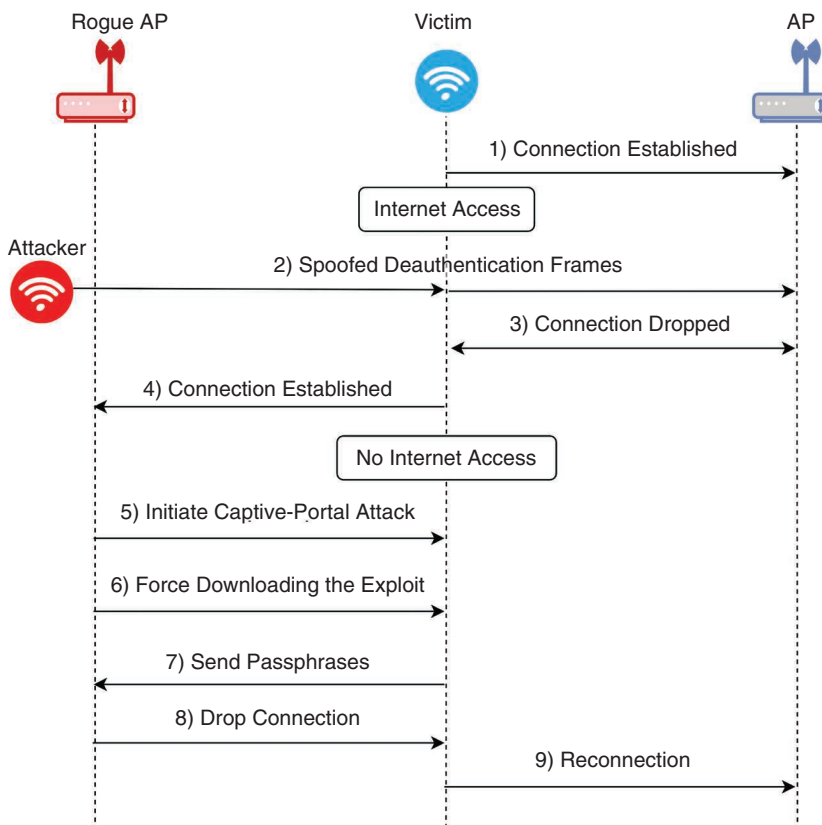 Rogue AP
Victim
AP
1) Connection Established
Internet Access
Attacker
2) Spoofed Deauthentication Frames
3) Connection Dropped
4) Connection Established
No Internet Access
5) Initiate Captive-Portal Attack
6) Force Downloading the Exploit
7) Send Passphrases
8) Drop Connection
9) Reconnection